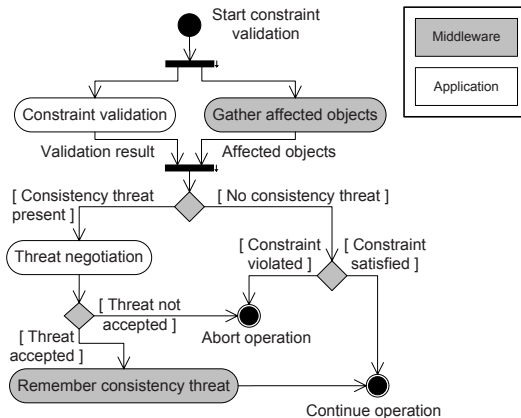 Start constraint
validation
Middleware
Application
Constraint validation
Gather affected objects
Validation result
Affected objects
[ Consistency threat
present ]
[ No consistency threat ]
Threat negotiation
[ Constraint
violated ]
[ Constraint
satisfied ]
[ Threat not
accepted ]
Abort operation
[ Threat
accepted ]
Remember consistency threat
Continue operation